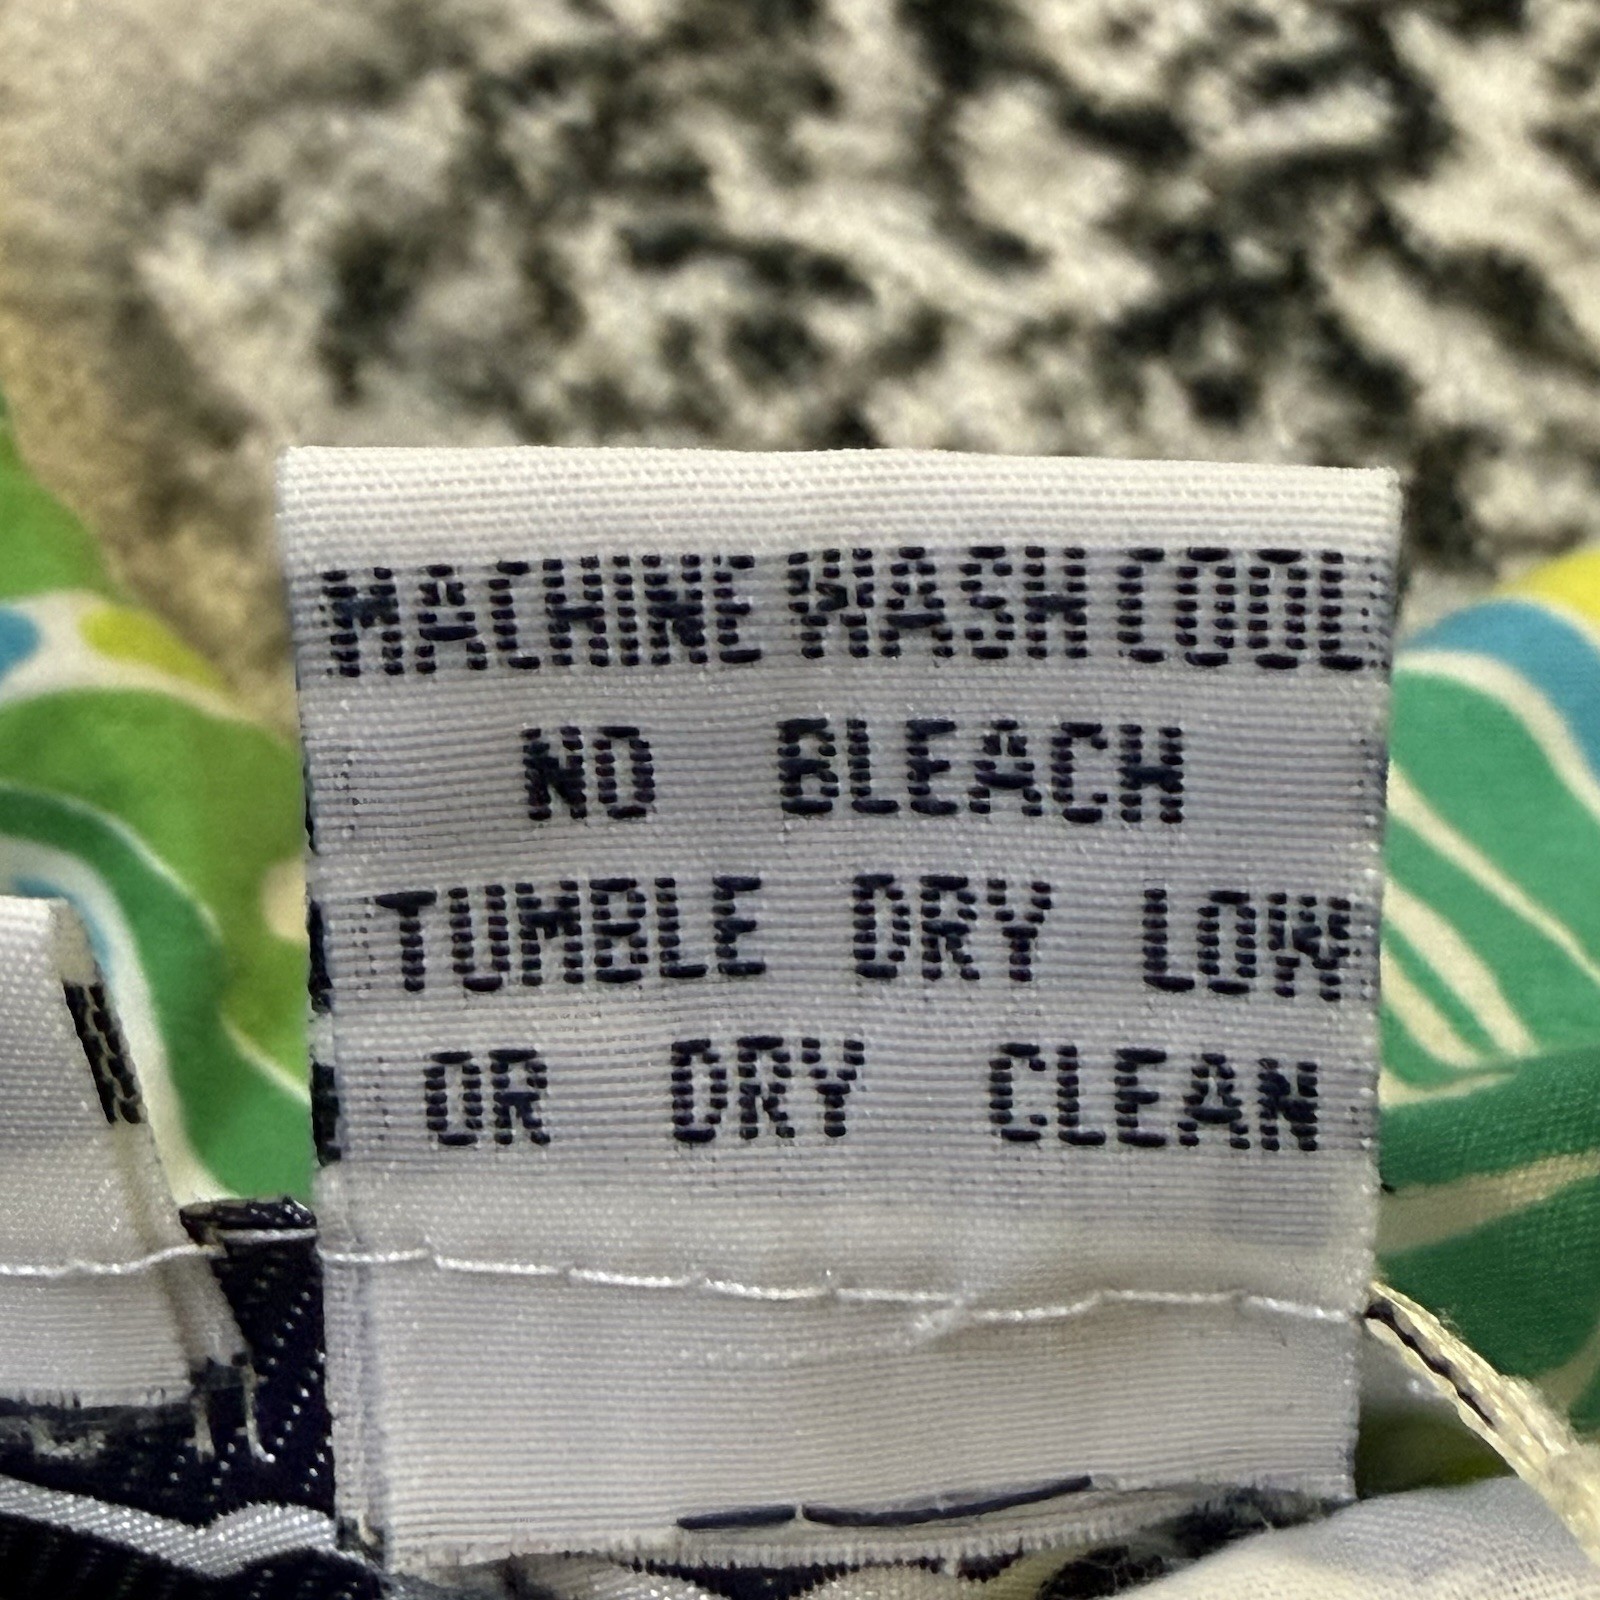 MACHINE WASH COOL
NO BLEACH
TUMBLE DRY LOW
OR DRY CLEAN